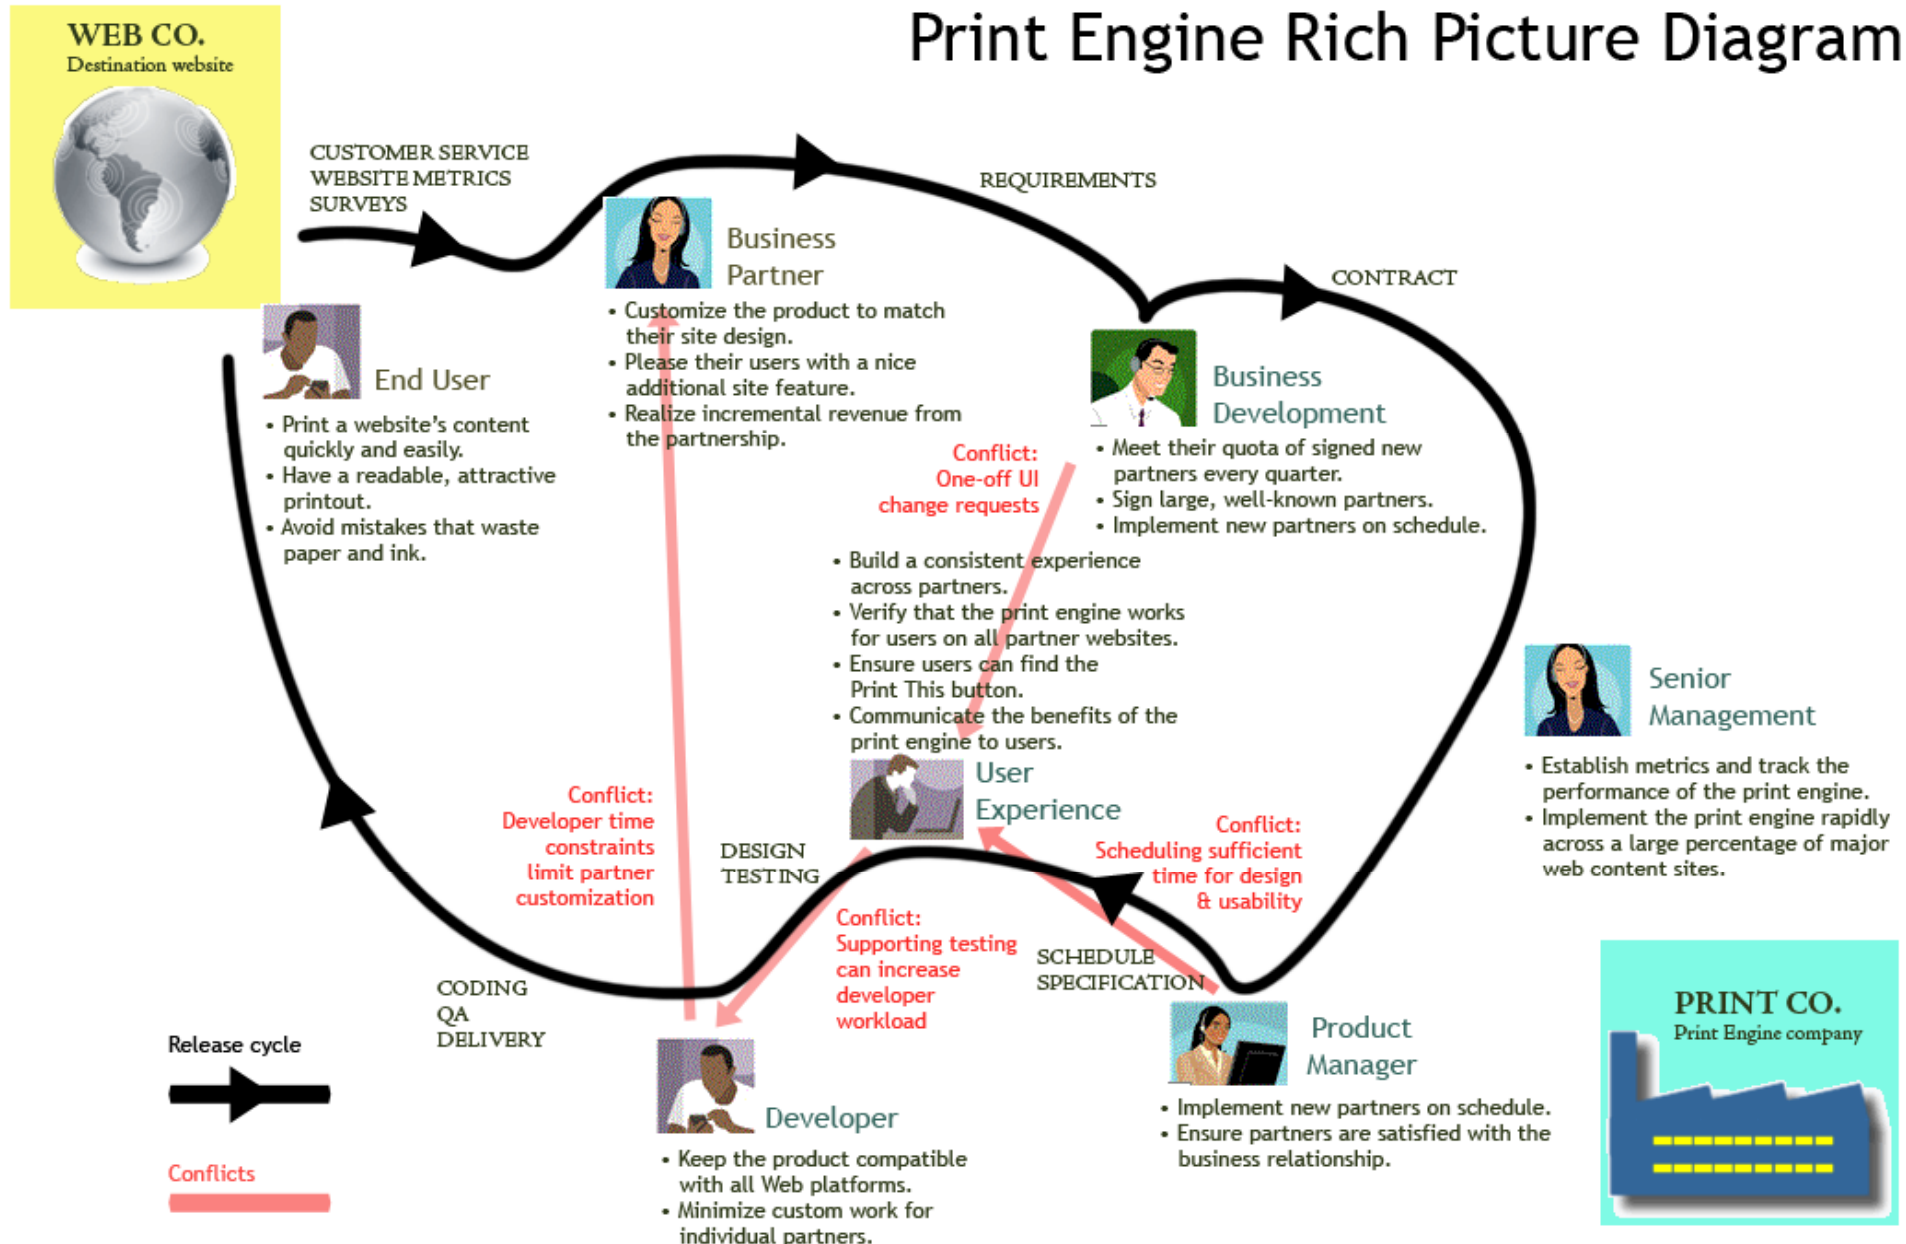 Print Engine Rich Picture Diagram
WEB CO.
Destination website
CUSTOMER SERVICE
WEBSITE METRICS
SURVEYS
REQUIREMENTS
CONTRACT
Business
Partner
• Customize the product to match
their site design.
• Please their users with a nice
additional site feature.
• Realize incremental revenue from
the partnership.
End User
• Print a website's content
quickly and easily.
• Have a readable, attractive
printout.
• Avoid mistakes that waste
paper and ink.
Business
Development
• Meet their quota of signed new
partners every quarter.
• Sign large, well-known partners.
• Implement new partners on schedule.
Conflict:
One-off UI
change requests
• Build a consistent experience
across partners.
• Verify that the print engine works
for users on all partner websites.
• Ensure users can find the
Print This button.
• Communicate the benefits of the
print engine to users.
User
Experience
Senior
Management
• Establish metrics and track the
performance of the print engine.
• Implement the print engine rapidly
across a large percentage of major
web content sites.
Conflict:
Developer time
constraints
limit partner
customization
DESIGN
TESTING
Conflict:
Scheduling sufficient
time for design
& usability
Conflict:
Supporting testing
can increase
developer
workload
SCHEDULE
SPECIFICATION
CODING
QA
DELIVERY
Product
Manager
• Implement new partners on schedule.
• Ensure partners are satisfied with the
business relationship.
PRINT CO.
Print Engine company
Developer
• Keep the product compatible
with all Web platforms.
• Minimize custom work for
individual partners.
Release cycle
Conflicts